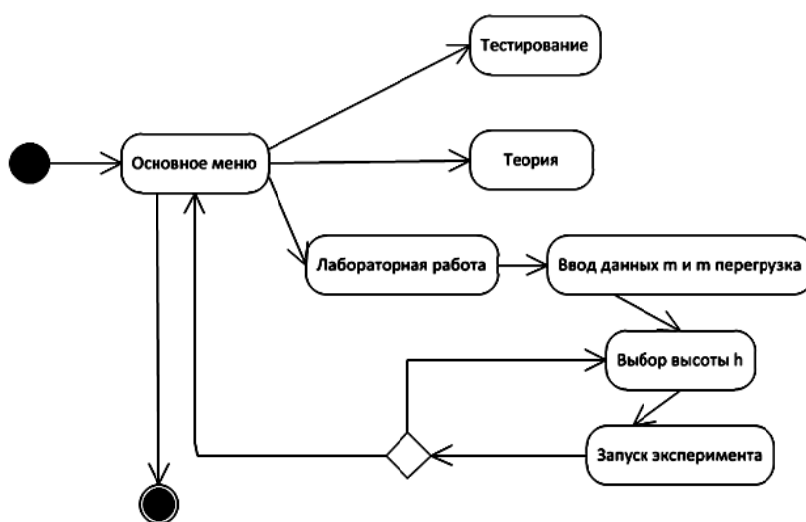 Тестирование
Основное меню
Теория
Лабораторная работа
Ввод данных m и m перегрузка
Выбор высоты h
Запуск эксперимента